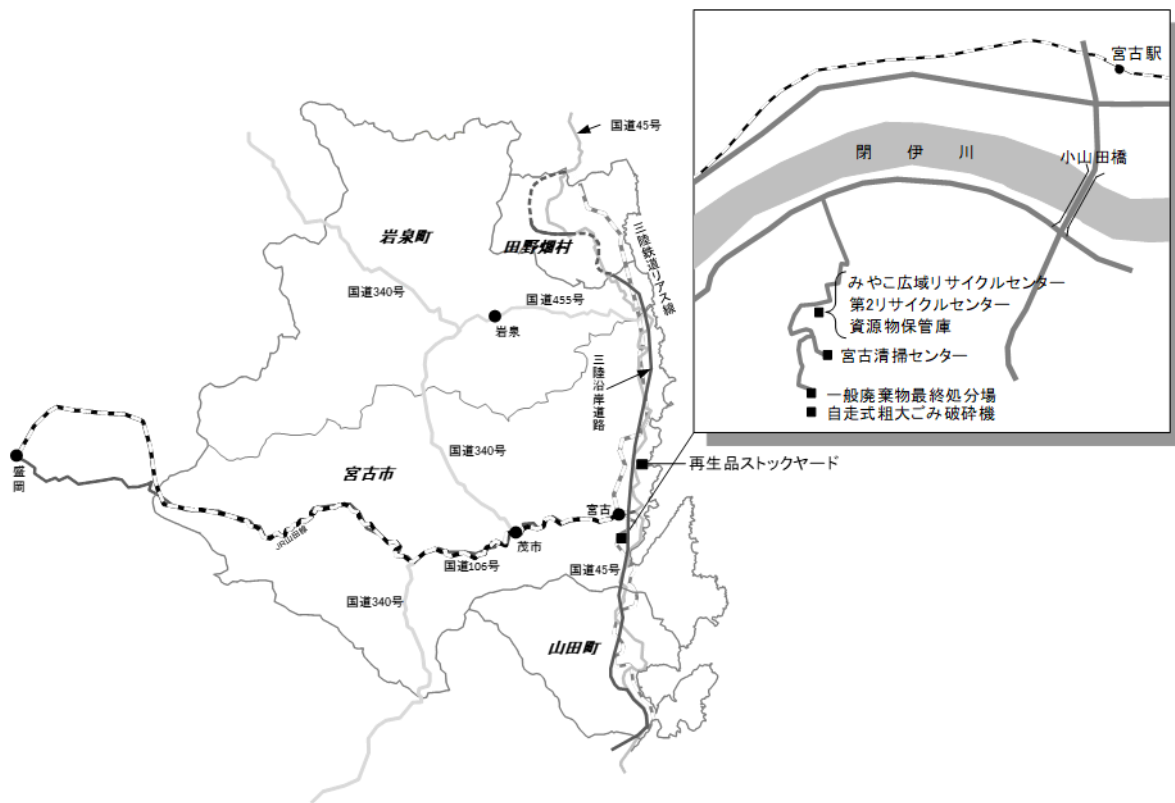 宮古駅
国道45号
閉伊川
小山田橋
岩泉町
田野畑村
三陸鉄道リアス線
国道340号
国道455号
みやこ広域リサイクルセンター
第2リサイクルセンター
資源物保管庫
岩泉
宮古清掃センター
三陸沿岸道路
一般廃棄物最終処分場
自走式粗大ごみ破砕機
国道340号
盛岡
宮古市
再生品ストックヤード
宮古
JR山田線
茂市
国道106号
国道45号
国道340号
山田町